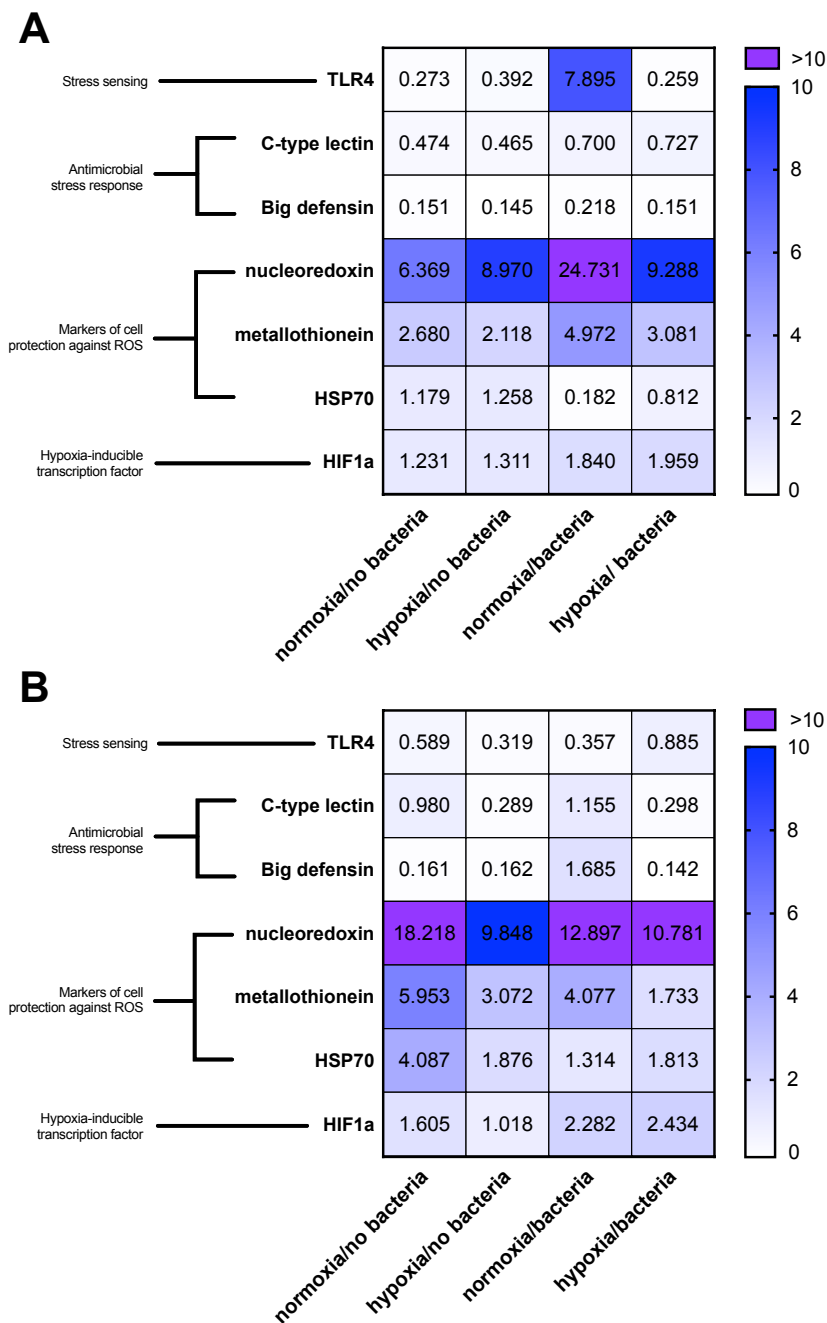 A
Stress sensing TLR4 0.273 0.392 7.895 0.259
Antimicrobial
stress response
C-type lectin 0.474 0.465 0.700 0.727
Big defensin 0.151 0.145 0.218 0.151
Markers of cell
protection against ROS
nucleoredoxin 6.369 8.970 24.731 9.288
metallothionein 2.680 2.118 4.972 3.081
HSP70 1.179 1.258 0.182 0.812
Hypoxia-inducible
transcription factor
HIF1a 1.231 1.311 1.840 1.959
normoxia/no bacteria
hypoxia/no bacteria
normoxia/bacteria
hypoxia/ bacteria
>10
10
8
6
4
2
0
B
Stress sensing TLR4 0.589 0.319 0.357 0.885
Antimicrobial
stress response
C-type lectin 0.980 0.289 1.155 0.298
Big defensin 0.161 0.162 1.685 0.142
Markers of cell
protection against ROS
nucleoredoxin 18.218 9.848 12.897 10.781
metallothionein 5.953 3.072 4.077 1.733
HSP70 4.087 1.876 1.314 1.813
Hypoxia-inducible
transcription factor
HIF1a 1.605 1.018 2.282 2.434
normoxia/no bacteria
hypoxia/no bacteria
normoxia/bacteria
hypoxia/bacteria
>10
10
8
6
4
2
0